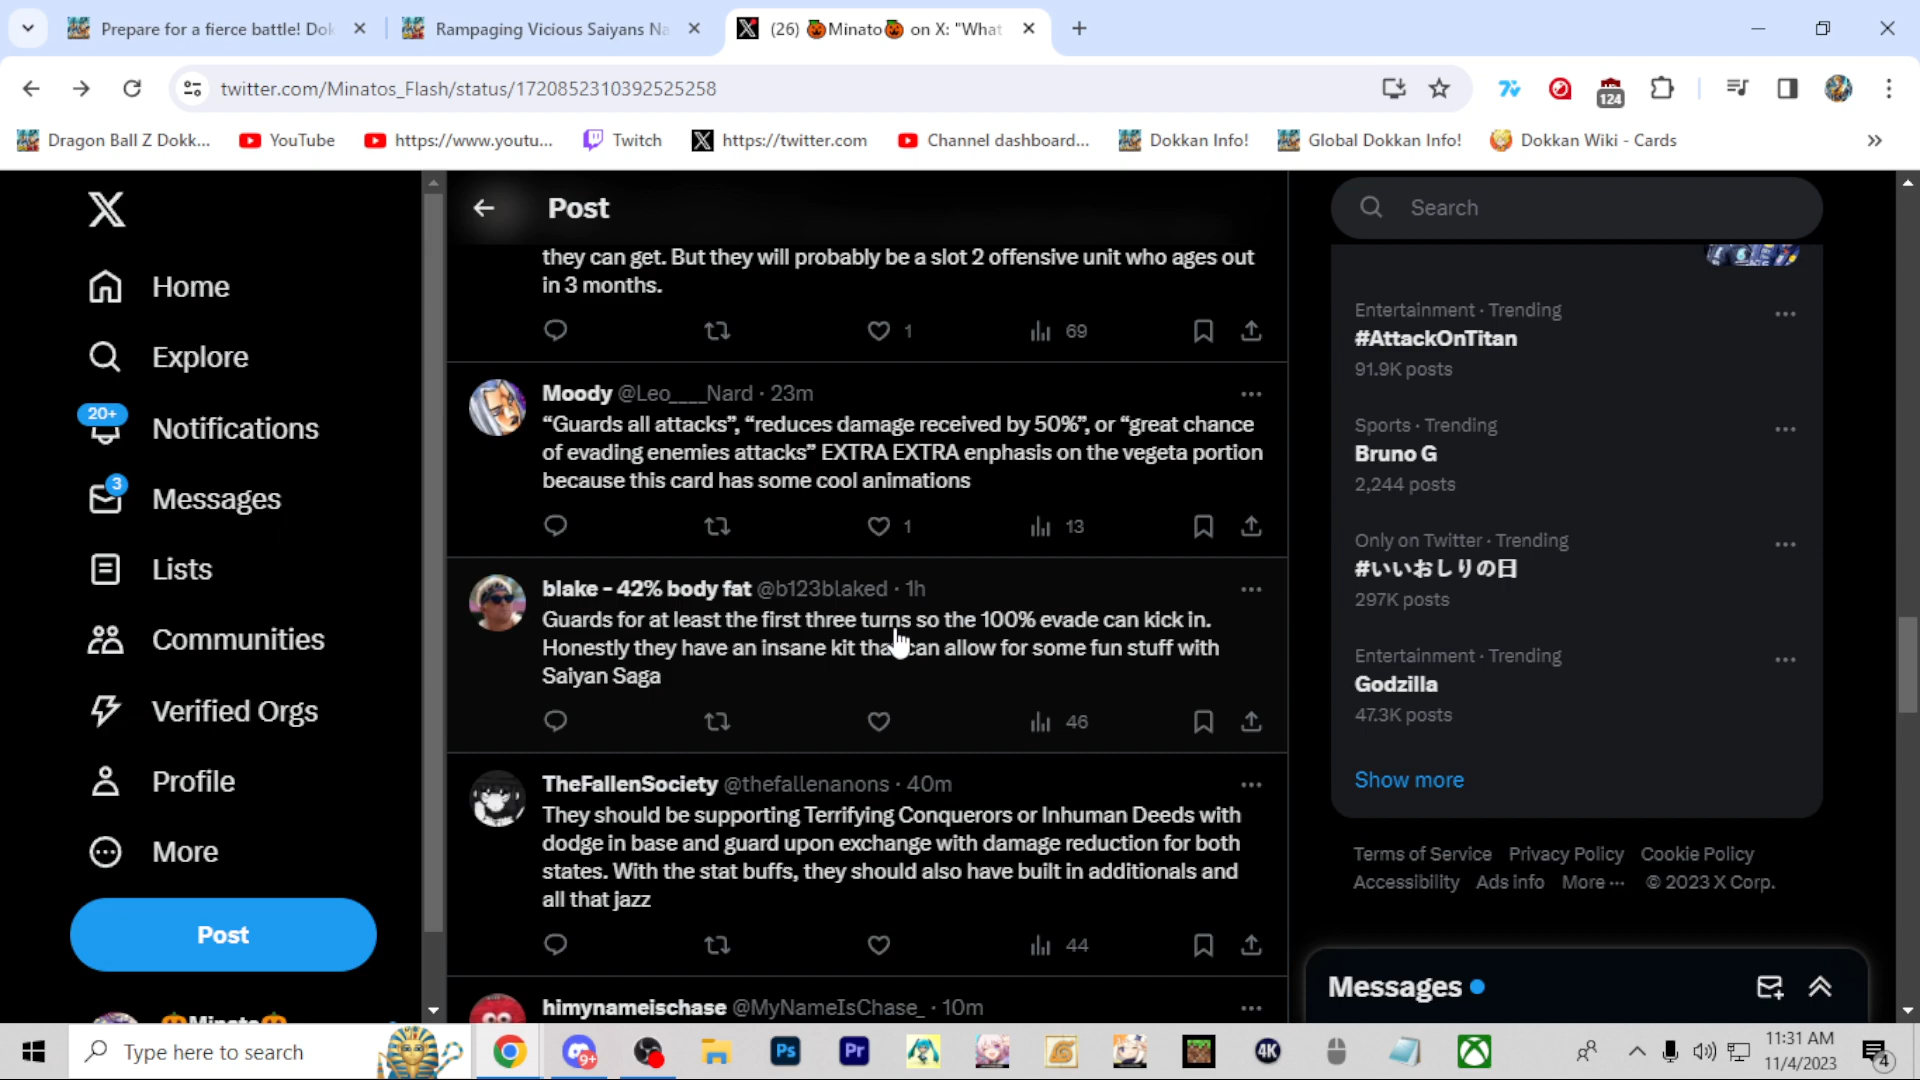 Prepare for a fierce battle! Dok
Rampaging Vicious Saiyans Na
(26) 🎃Minato🎃 on X: "What
twitter.com/Minatos_Flash/status/1720852310392525258
124
Dragon Ball Z Dokk...
YouTube
https://www.youtu...
Twitch
https://twitter.com
Channel dashboard...
Dokkan Info!
Global Dokkan Info!
Dokkan Wiki - Cards
Home
Explore
20+
Notifications
3
Messages
Lists
Communities
Verified Orgs
Profile
More
Post
🎃Minato🎃
Post
they can get. But they will probably be a slot 2 offensive unit who ages out
in 3 months.
1
69
Moody @Leo____Nard · 23m
“Guards all attacks”, “reduces damage received by 50%”, or “great chance
of evading enemies attacks” EXTRA EXTRA enphasis on the vegeta portion
because this card has some cool animations
1
13
blake - 42% body fat @b123blaked · 1h
Guards for at least the first three turns so the 100% evade can kick in.
Honestly they have an insane kit that can allow for some fun stuff with
Saiyan Saga
46
TheFallenSociety @thefallenanons · 40m
They should be supporting Terrifying Conquerors or Inhuman Deeds with
dodge in base and guard upon exchange with damage reduction for both
states. With the stat buffs, they should also have built in additionals and
all that jazz
44
himynameischase @MyNameIsChase_ · 10m
Search
Entertainment · Trending
#AttackOnTitan
91.9K posts
Sports · Trending
Bruno G
2,244 posts
Only on Twitter · Trending
#いいおしりの日
297K posts
Entertainment · Trending
Godzilla
47.3K posts
Show more
Terms of Service Privacy Policy Cookie Policy
Accessibility Ads info More ··· © 2023 X Corp.
Messages
Type here to search
9+
Ps
Pr
4K
11:31 AM
11/4/2023
4